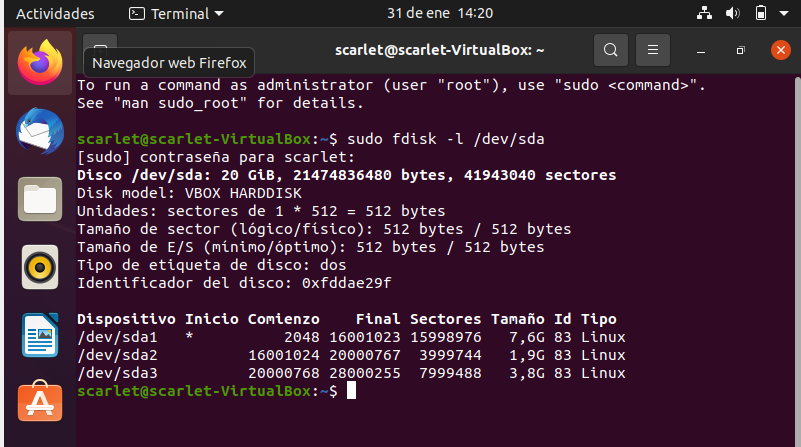 Actividades
Terminal
31 de ene 14:20
Navegador web Firefox
scarlet@scarlet-VirtualBox: ~
To run a command as administrator (user "root"), use "sudo <command>".
See "man sudo_root" for details.
scarlet@scarlet-VirtualBox:~$ sudo fdisk -l /dev/sda
[sudo] contraseña para scarlet:
Disco /dev/sda: 20 GiB, 21474836480 bytes, 41943040 sectores
Disk model: VBOX HARDDISK
Unidades: sectores de 1 * 512 = 512 bytes
Tamaño de sector (lógico/físico): 512 bytes / 512 bytes
Tamaño de E/S (mínimo/óptimo): 512 bytes / 512 bytes
Tipo de etiqueta de disco: dos
Identificador del disco: 0xfddae29f
Dispositivo Inicio Comienzo Final Sectores Tamaño Id Tipo
/dev/sda1 * 2048 16001023 15998976 7,6G 83 Linux
/dev/sda2 16001024 20000767 3999744 1,9G 83 Linux
/dev/sda3 20000768 28000255 7999488 3,8G 83 Linux
scarlet@scarlet-VirtualBox:~$